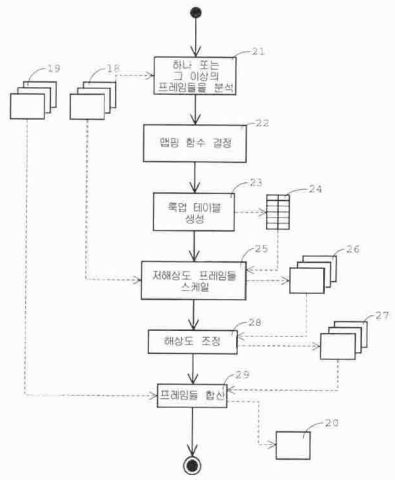 21
하나 또는
그 이상의
프레임들을 분석
19
18
22
맵핑 함수 결정
23
룩업 테이블
생성
24
25
저해상도 프레임들
스케일
26
28
해상도 조정
27
29
프레임들 합신
20